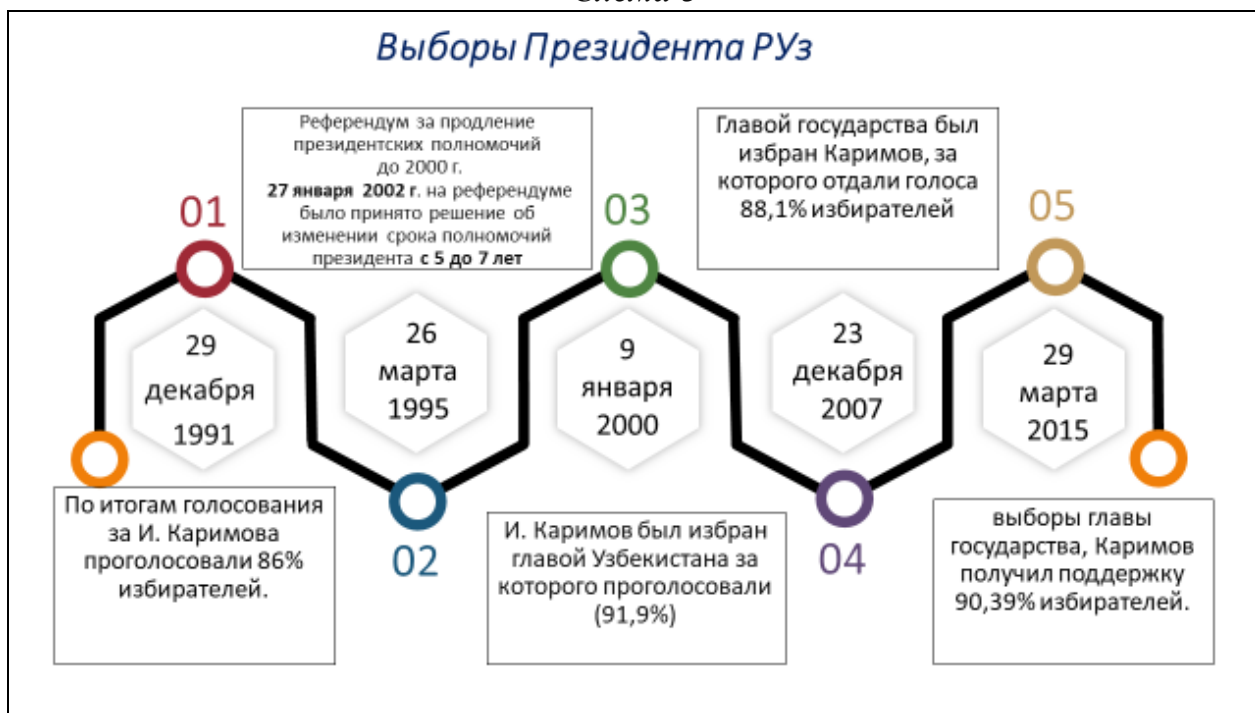 Выборы Президента РУз
01
29
декабря
1991
По итогам голосования
за И. Каримова
проголосовали 86%
избирателей.
Референдум за продление
президентских полномочий
до 2000 г.
27 января 2002 г. на референдуме
было принято решение об
изменении срока полномочий
президента с 5 до 7 лет
26
марта
1995
02
03
9
января
2000
И. Каримов был избран
главой Узбекистана за
которого проголосовали
(91,9%)
Главой государства был
избран Каримов, за
которого отдали голоса
88,1% избирателей
23
декабря
2007
04
05
29
марта
2015
выборы главы
государства, Каримов
получил поддержку
90,39% избирателей.